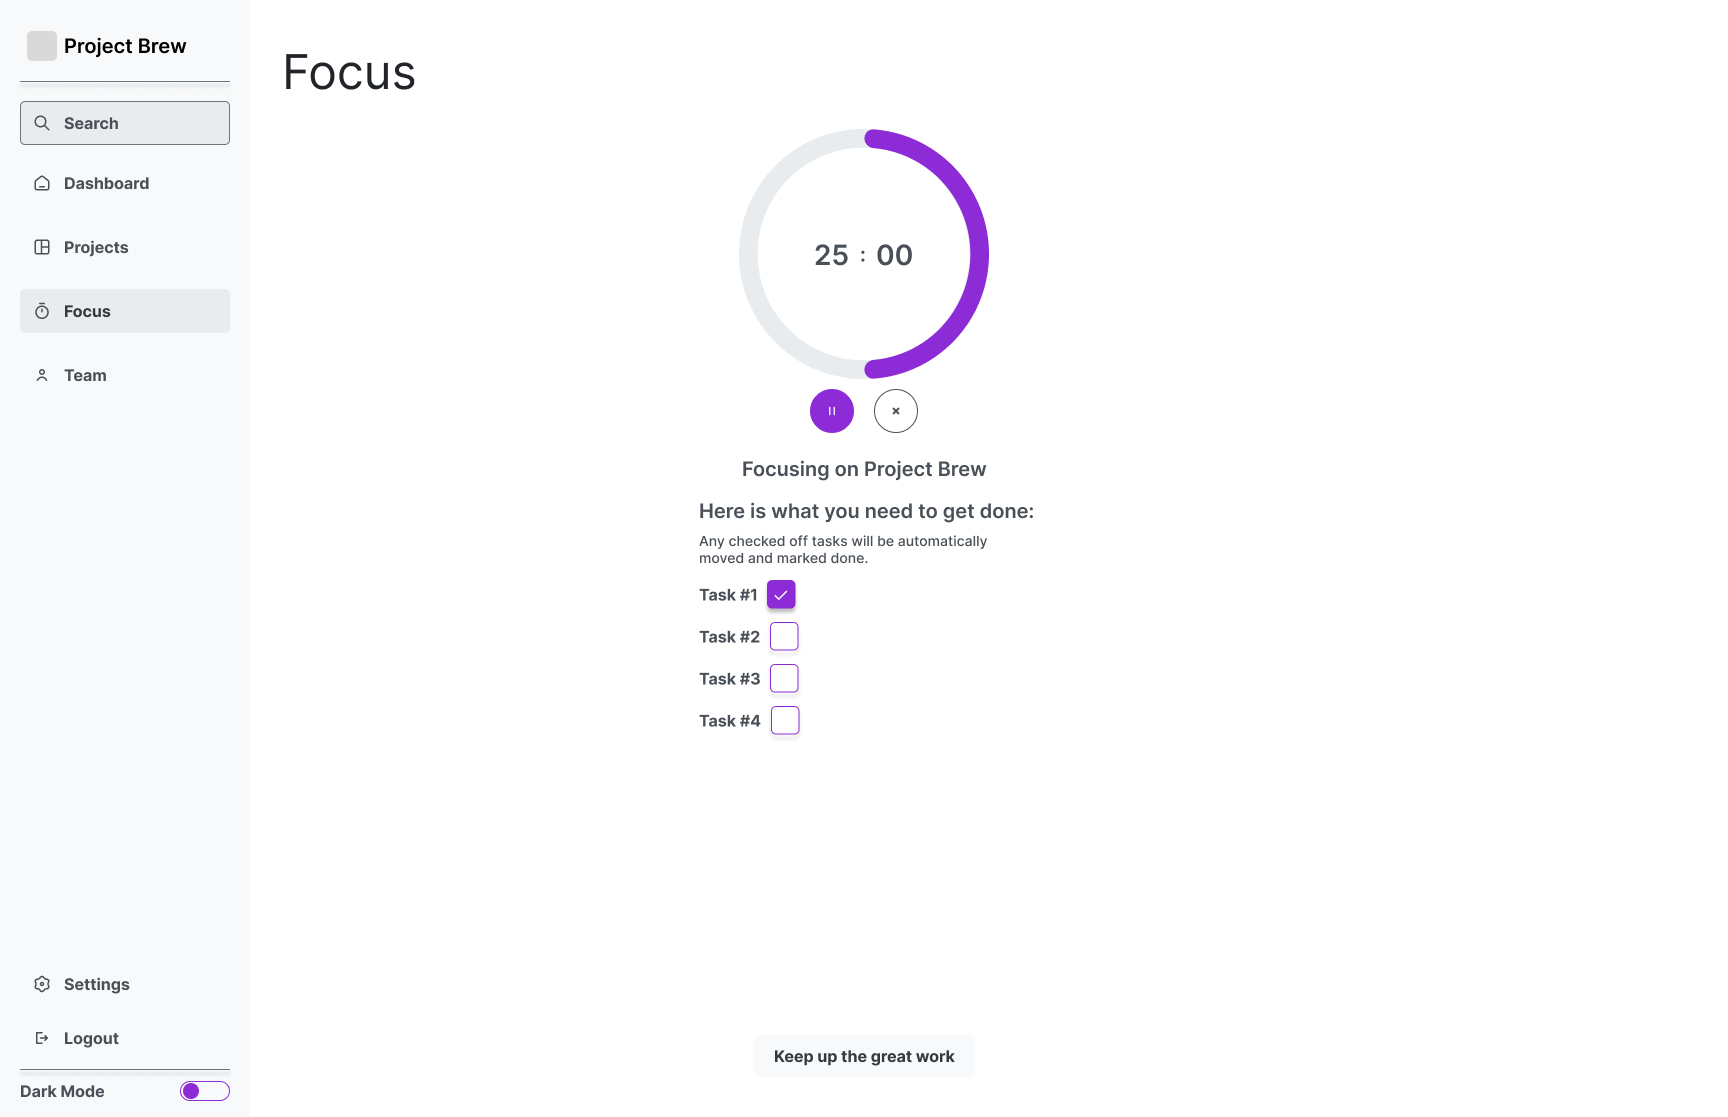 Project Brew
Search
Dashboard
Projects
Focus
Team
Settings
Logout
Dark Mode
Focus
25 : 00
Focusing on Project Brew
Here is what you need to get done:
Any checked off tasks will be automatically
moved and marked done.
Task #1
Task #2
Task #3
Task #4
Keep up the great work